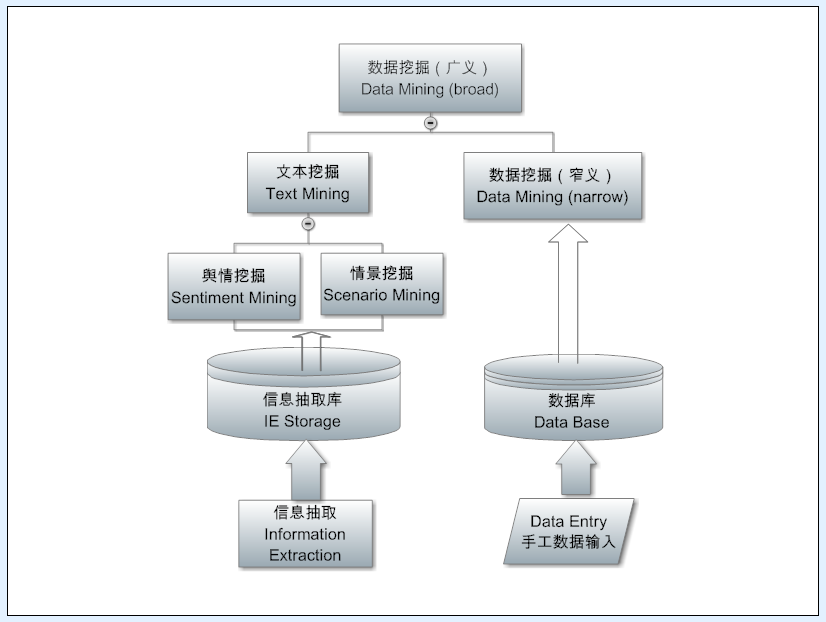 数据挖掘（广义）
Data Mining (broad)
文本挖掘
Text Mining
数据挖掘（窄义）
Data Mining (narrow)
舆情挖掘
Sentiment Mining
情景挖掘
Scenario Mining
信息抽取库
IE Storage
数据库
Data Base
信息抽取
Information
Extraction
Data Entry
手工数据输入